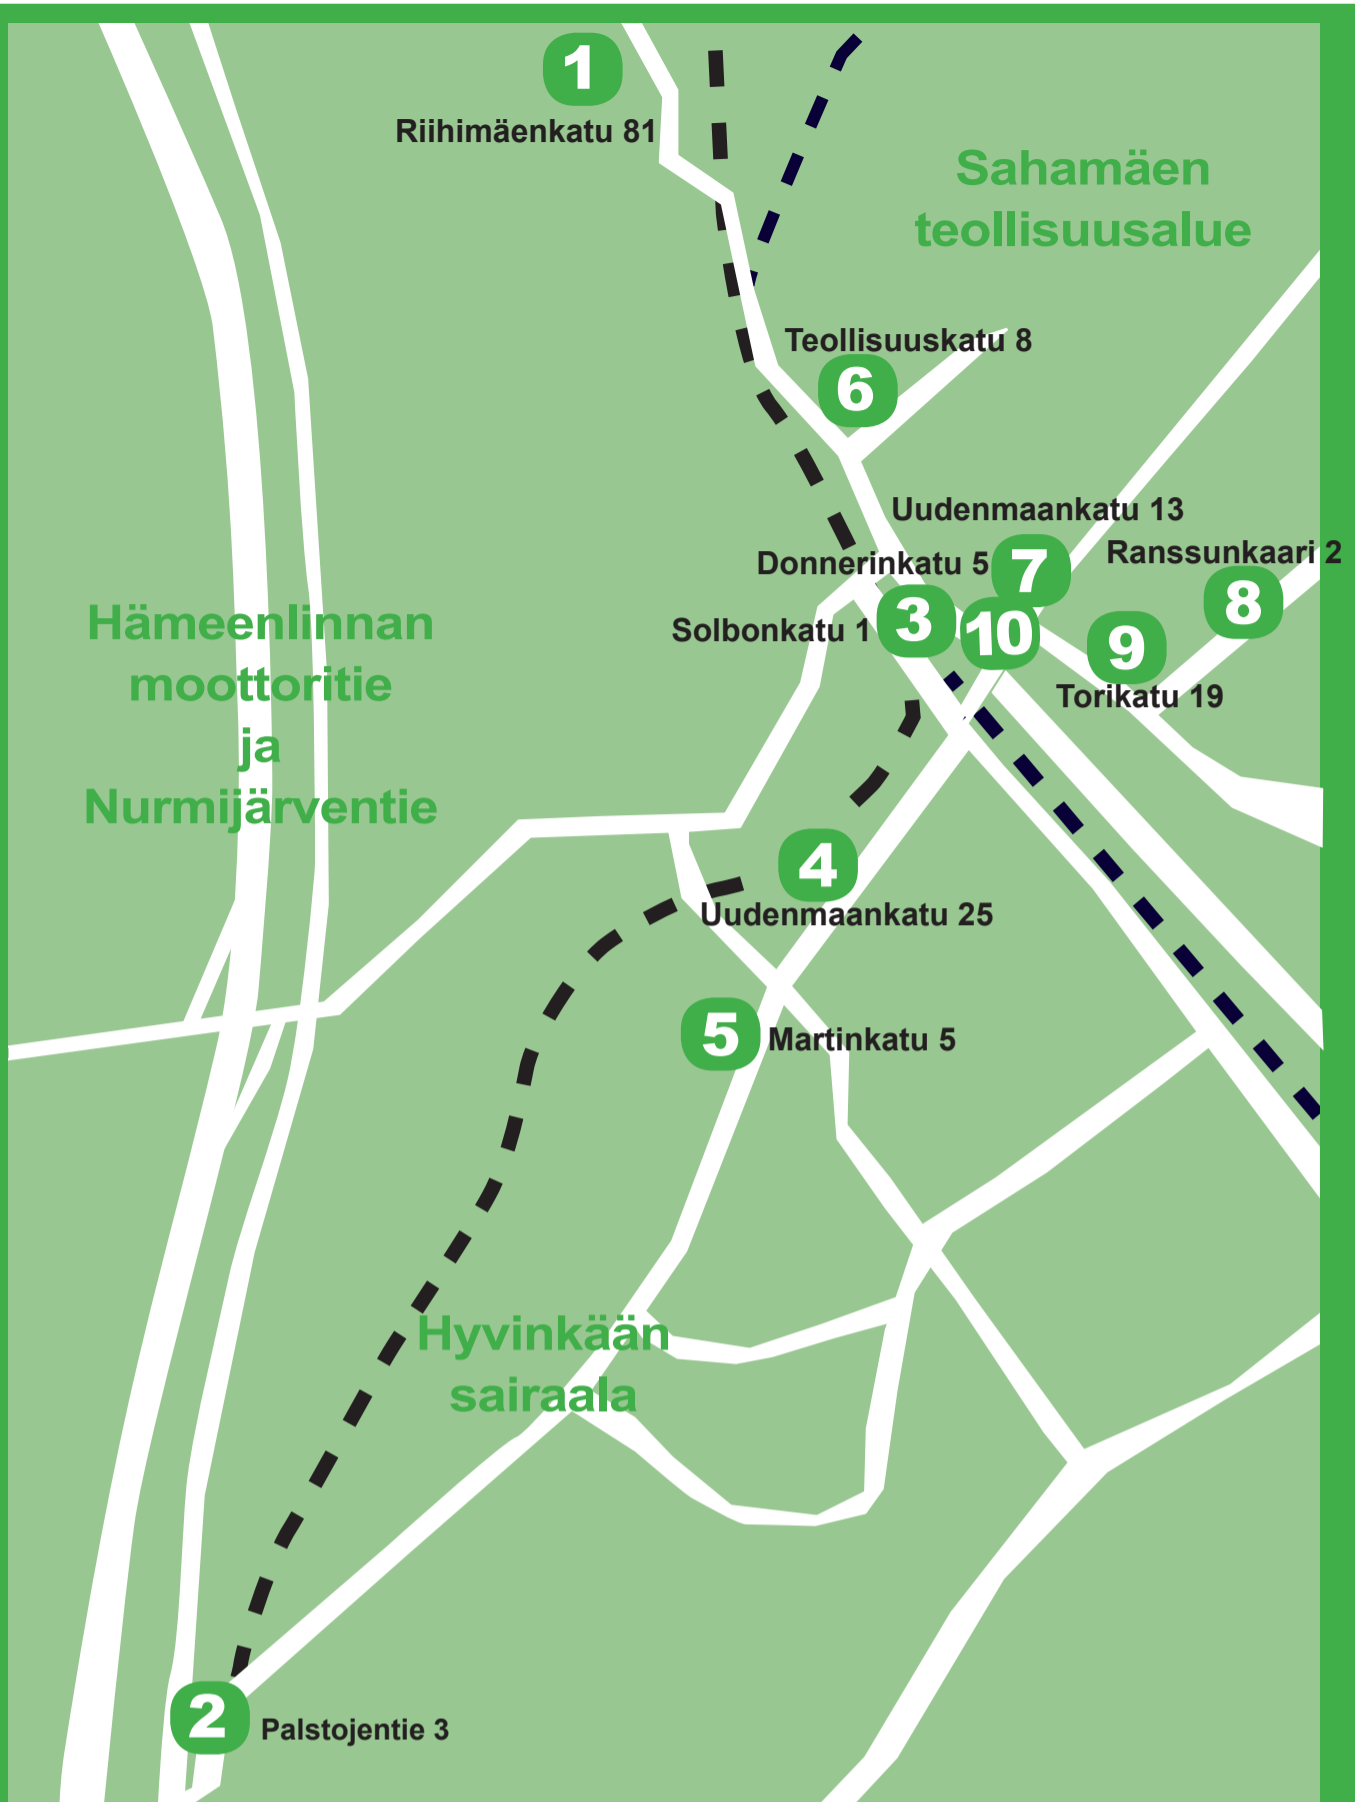 1
Riihimäenkatu 81
Sahamäen
teollisuusalue
Teollisuuskatu 8
6
Uudenmaankatu 13
Donnerinkatu 5
7
Ranssunkaari 2
8
Solbonkatu 1
3
10
9
Torikatu 19
Hämeenlinnan
moottoritie
ja
Nurmijärventie
4
Uudenmaankatu 25
5
Martinkatu 5
Hyvinkään
sairaala
2
Palstojentie 3